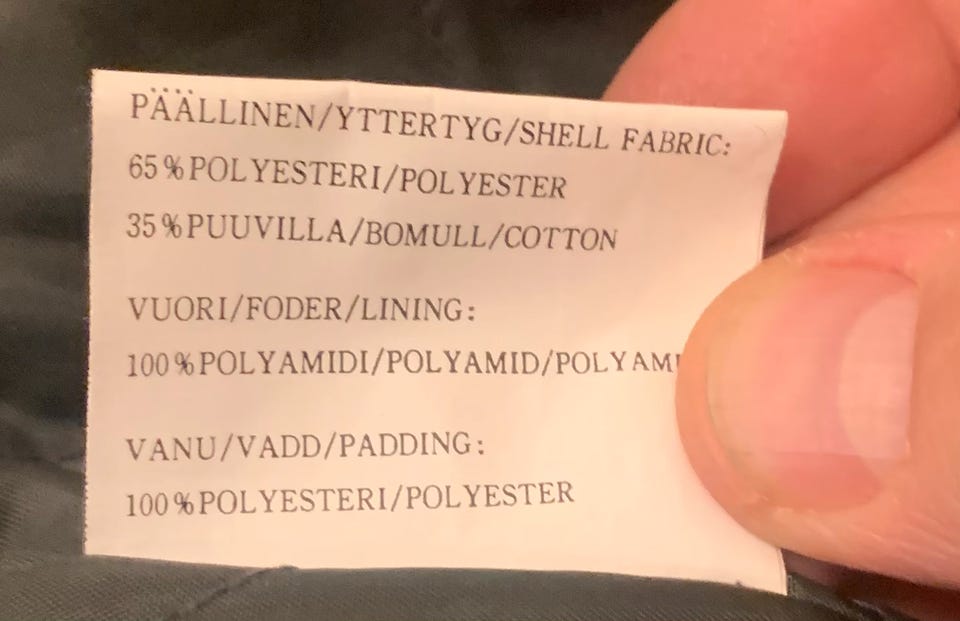 PÄÄLLINEN/YTTERTYG/SHELL FABRIC:
65%POLYESTERI/POLYESTER
35%PUUVILLA/BOMULL/COTTON
VUORI/FODER/LINING:
100%POLYAMIDI/POLYAMID/
VANU/VADD/PADDING:
100%POLYESTERI/POLYESTER